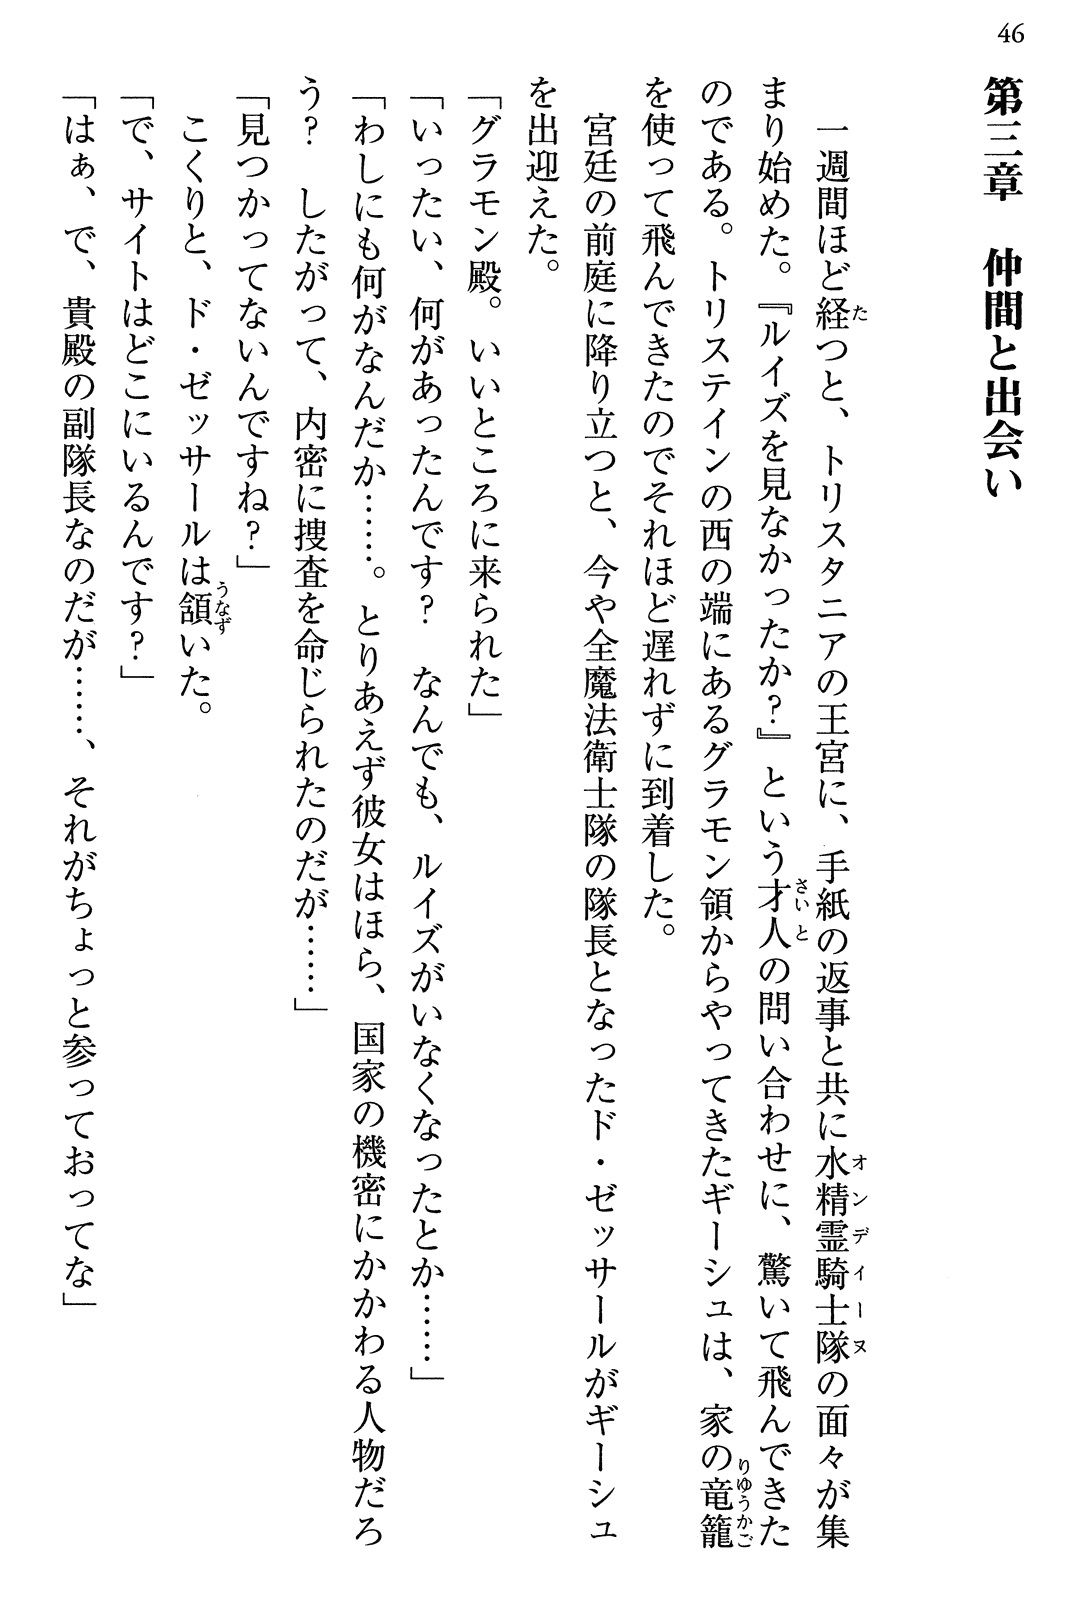 46
第三章　仲間と出会い
　一週間ほど経つと、トリスタニアの王宮に、手紙の返事と共に水精霊騎士隊の面々が集
まり始めた。『ルイズを見なかったか？』という才人の問い合わせに、驚いて飛んできた
のである。トリステインの西の端にあるグラモン領からやってきたギーシュは、家の竜籠
を使って飛んできたのでそれほど遅れずに到着した。
　宮廷の前庭に降り立つと、今や全魔法衛士隊の隊長となったド・ゼッサールがギーシュ
を出迎えた。
「グラモン殿。いいところに来られた」
「いったい、何があったんです？　なんでも、ルイズがいなくなったとか……」
「わしにも何がなんだか……。とりあえず彼女はほら、国家の機密にかかわる人物だろ
う？　したがって、内密に捜査を命じられたのだが……」
「見つかってないんですね？」
　こくりと、ド・ゼッサールは頷いた。
「で、サイトはどこにいるんです？」
「はぁ、で、貴殿の副隊長なのだが……、それがちょっと参っておってな」
た
さいと
オンディーヌ
りゆうかご
うなず